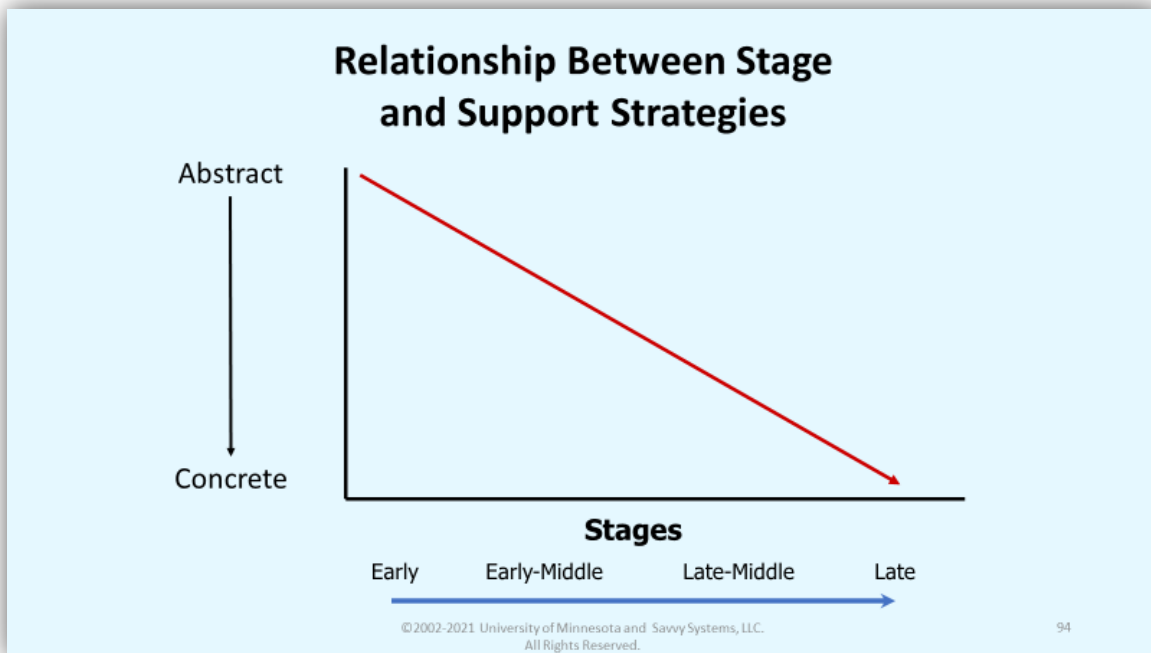 Relationship Between Stage
and Support Strategies
Abstract
Concrete
Stages
Early Early-Middle Late-Middle Late
©2002-2021 University of Minnesota and Savvy Systems, LLC.
All Rights Reserved.
94